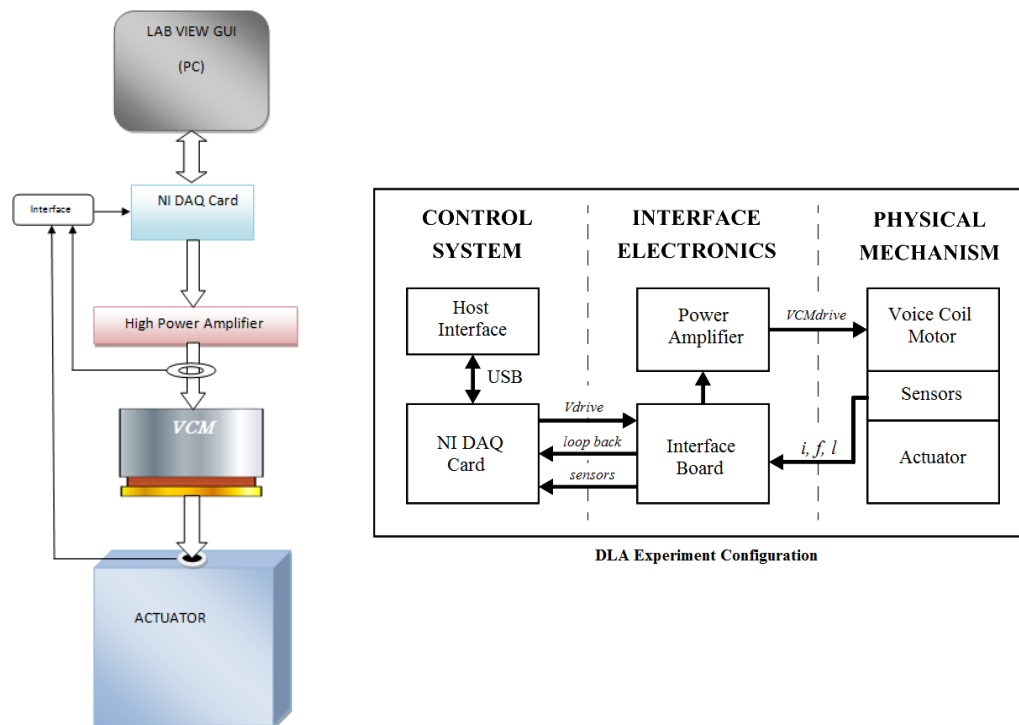 LAB VIEW GUI
(PC)
NI DAQ Card
Interface
High Power Amplifier
VCM
ACTUATOR
CONTROL
SYSTEM
INTERFACE
ELECTRONICS
PHYSICAL
MECHANISM
Host
Interface
USB
NI DAQ
Card
Vdrive
loop back
sensors
Power
Amplifier
Interface
Board
VCMdrive
i, f, l
Voice Coil
Motor
Sensors
Actuator
DLA Experiment Configuration